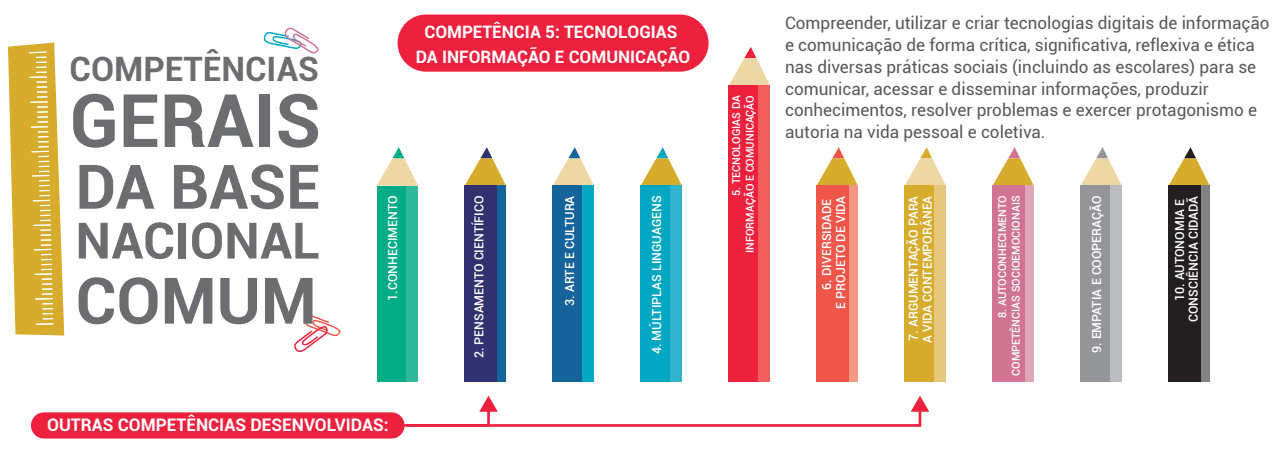 COMPETÊNCIAS
GERAIS
DA BASE
NACIONAL
COMUM
COMPETÊNCIA 5: TECNOLOGIAS
DA INFORMAÇÃO E COMUNICAÇÃO
Compreender, utilizar e criar tecnologias digitais de informação
e comunicação de forma crítica, significativa, reflexiva e ética
nas diversas práticas sociais (incluindo as escolares) para se
comunicar, acessar e disseminar informações, produzir
conhecimentos, resolver problemas e exercer protagonismo e
autoria na vida pessoal e coletiva.
1.CONHECIMENTO
2. PENSAMENTO CIENTÍFICO
3. ARTE E CULTURA
4. MÚLTIPLAS LINGUAGENS
5. TECNOLOGIAS DA
INFORMAÇÃO E COMUNICAÇÃO
6. DIVERSIDADE
E PROJETO DE VIDA
7. ARGUMENTAÇÃO PARA
A VIDA CONTEMPORÂNEA
8. AUTOCONHECIMENTO
COMPETÊNCIAS SOCIOEMOCIONAIS
9. EMPATIA E COOPERAÇÃO
10. AUTONOMIA E
CONSCIÊNCIA CIDADÃ
OUTRAS COMPETÊNCIAS DESENVOLVIDAS: